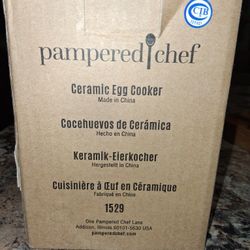 CTB
pampered chef
Ceramic Egg Cooker
Made in China
Cocehuevos de Cerámica
Hecho en China
Keramik-Eierkocher
Hergestellt in China
Cuisinière à Œuf en Céramique
Fabriqué en Chine
1529
One Pampered Chef Lane
Addison, Illinois 60101-5630 USA
pamperedchef.com